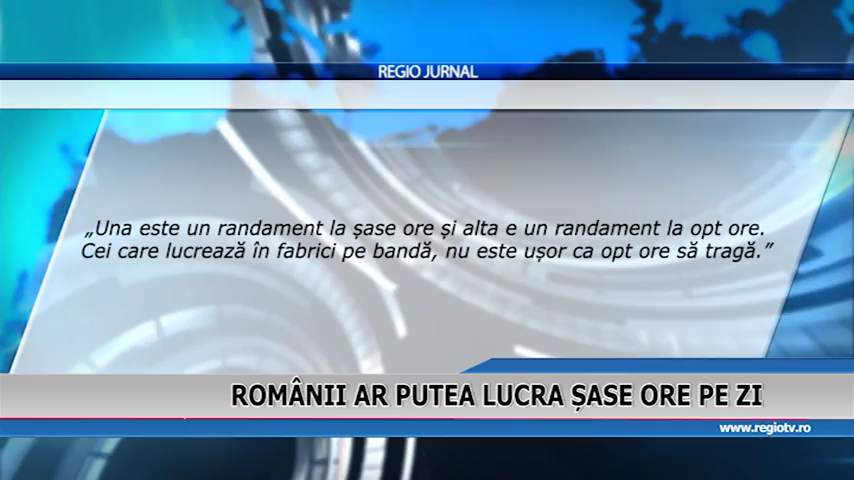 REGIO JURNAL
„Una este un randament la șase ore și alta e un randament la opt ore.
Cei care lucrează în fabrici pe bandă, nu este ușor ca opt ore să tragă.”
ROMÂNII AR PUTEA LUCRA ȘASE ORE PE ZI
www.regiotv.ro